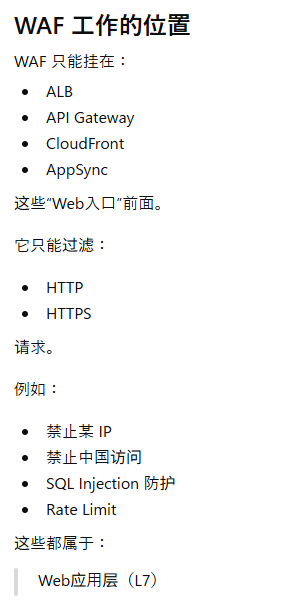 WAF 工作的位置
WAF 只能挂在：
• ALB
• API Gateway
• CloudFront
• AppSync
这些“Web入口”前面。
它只能过滤：
• HTTP
• HTTPS
请求。
例如：
• 禁止某 IP
• 禁止中国访问
• SQL Injection 防护
• Rate Limit
这些都属于：
Web应用层（L7）